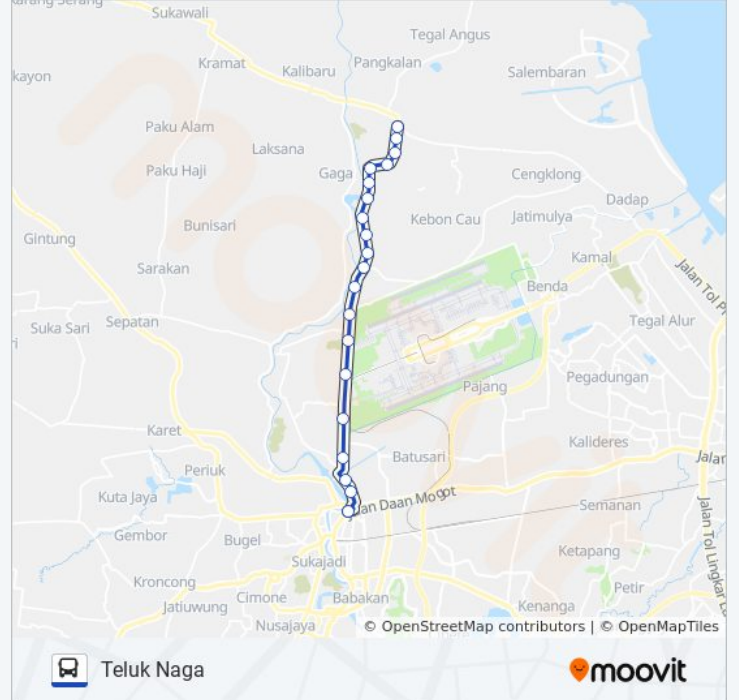 arang Serang
Sukawali
Tegal Angus
Kramat
Pangkalan
Kalibaru
Salembaran
kayon
Paku Alam
Laksana
Paku Haji
Gaga
Cengklong
Dadap
Bunisari
Kebon Cau
Jatimulya
Gintung
Kamal
Sarakan
Jalan Tol P
Benda
Suka Sari
Sepatan
Tegal Alur
ri
Pegadungan
Pajang
Karet
Kalideres
Batusari
Jalan
Periuk
Kuta Jaya
lan Daan Mogot
Semanan
Jalan Tol Lingkar L
Gembor
Bugel
Ketapang
Sukajadi
Petir
Kroncong
Cimone
Babakan
Jatiuwung
Kenanga
Nusajaya
© OpenStreetMap contributors | © OpenMapTiles
Teluk Naga
moovit